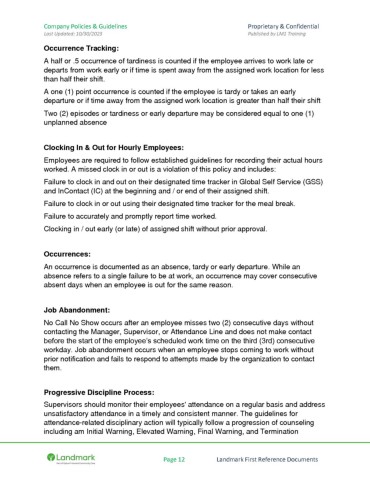 Company Policies & Guidelines Proprietary & Confidential
Last Updated: 10/30/2020 Published by LMS Training
Occurrence Tracking:
A half or .5 occurrence of tardiness is counted if the employee arrives to work late or
departs from work early or if time is spent away from the assigned work location for less
than half their shift.
A one (1) point occurrence is counted if the employee is tardy or takes an early
departure or if time away from the assigned work location is greater than half their shift
Two (2) episodes or tardiness or early departure may be considered equal to one (1)
unplanned absence
Clocking In & Out for Hourly Employees:
Employees are required to follow established guidelines for recording their actual hours
worked. A missed clock in or out is a violation of this policy and includes:
Failure to clock in and out on their designated time tracker in Global Self Service (GSS)
and InContact (IC) at the beginning and / or end of their assigned shift.
Failure to clock in or out using their designated time tracker for the meal break.
Failure to accurately and promptly report time worked.
Clocking in / out early (or late) of assigned shift without prior approval.
Occurrences:
An occurrence is documented as an absence, tardy or early departure. While an
absence refers to a single failure to be at work, an occurrence may cover consecutive
absent days when an employee is out for the same reason.
Job Abandonment:
No Call No Show occurs after an employee misses two (2) consecutive days without
contacting the Manager, Supervisor, or Attendance Line and does not make contact
before the start of the employee's scheduled work time on the third (3rd) consecutive
workday. Job abandonment occurs when an employee stops coming to work without
prior notification and fails to respond to attempts made by the organization to contact
them.
Progressive Discipline Process:
Supervisors should monitor their employees' attendance on a regular basis and address
unsatisfactory attendance in a timely and consistent manner. The guidelines for
attendance-related disciplinary action will typically follow a progression of counseling
including am Initial Warning, Elevated Warning, Final Warning, and Termination
Landmark Page 12 Landmark First Reference Documents